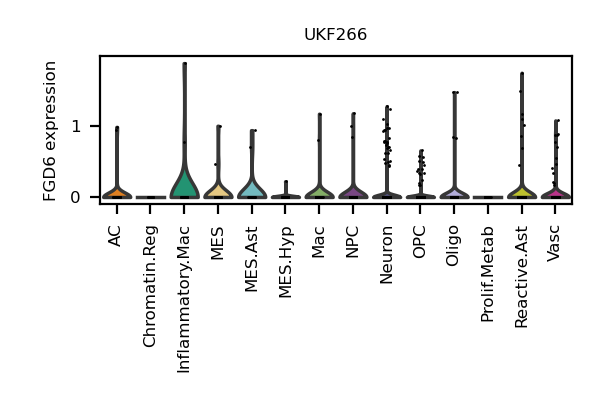 UKF266
FGD6 expression
1
0
AC
Chromatin.Reg
Inflammatory.Mac
MES
MES.Ast
MES.Hyp
Mac
NPC
Neuron
OPC
Oligo
Prolif.Metab
Reactive.Ast
Vasc